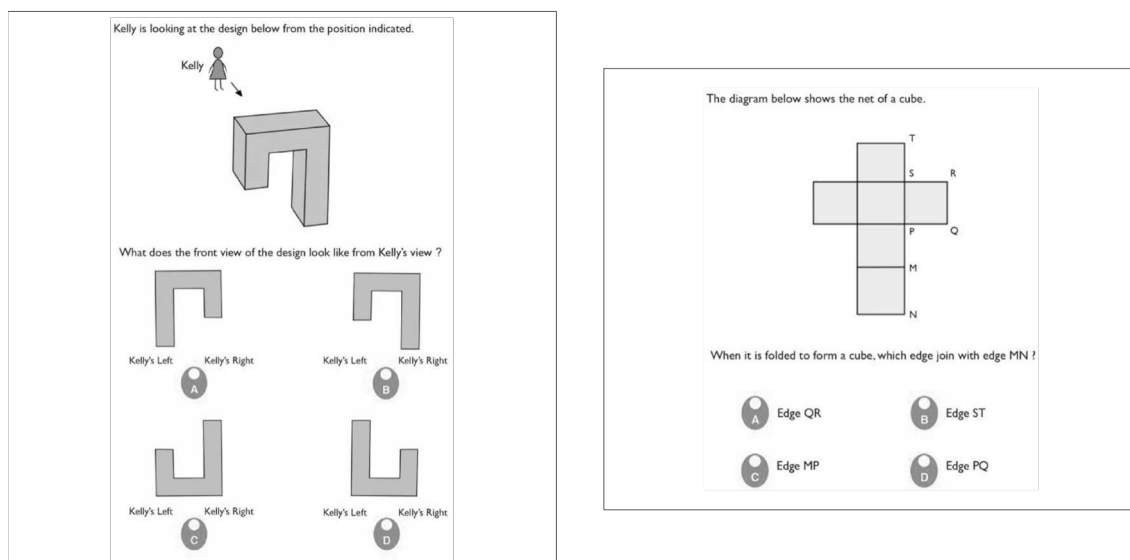 Kelly is looking at the design below from the position indicated.
Kelly
What does the front view of the design look like from Kelly's view ?
Kelly's Left Kelly's Right
Kelly's Left Kelly's Right
A
B
Kelly's Left Kelly's Right
Kelly's Left Kelly's Right
C
D
The diagram below shows the net of a cube.
T
S R
P Q
M
N
When it is folded to form a cube, which edge join with edge MN ?
A Edge QR
B Edge ST
C Edge MP
D Edge PQ